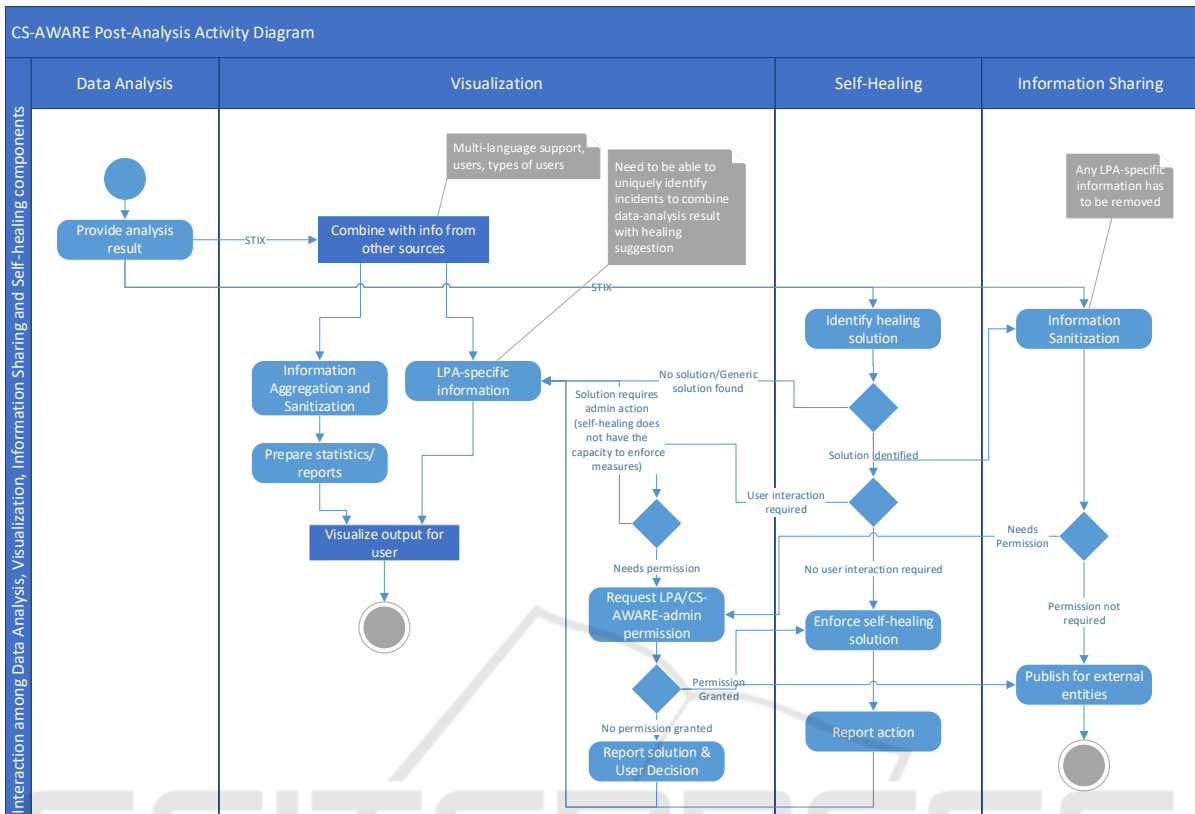 CS-AWARE Post-Analysis Activity Diagram
Interaction among Data Analysis, Visualization, Information Sharing and Self-healing components
Data Analysis
Visualization
Self-Healing
Information Sharing
Multi-language support,
users, types of users
Need to be able to
uniquely identify
incidents to combine
data-analysis result
with healing
suggestion
Any LPA-specific
information has
to be removed
Provide analysis
result
STIX
Combine with info from
other sources
STIX
Identify healing
solution
Information
Sanitization
Information
Aggregation and
Sanitization
LPA-specific
information
No solution/Generic
solution found
Solution requires
admin action
(self-healing does
not have the
capacity to enforce
measures)
Prepare statistics/
reports
Solution identified
User interaction
required
Visualize output for
user
Needs
Permission
Needs permission
No user interaction required
Request LPA/CS-
AWARE-admin
permission
Enforce self-healing
solution
Permission not
required
Permission
Granted
Publish for external
entities
No permission granted
Report action
Report solution &
User Decision